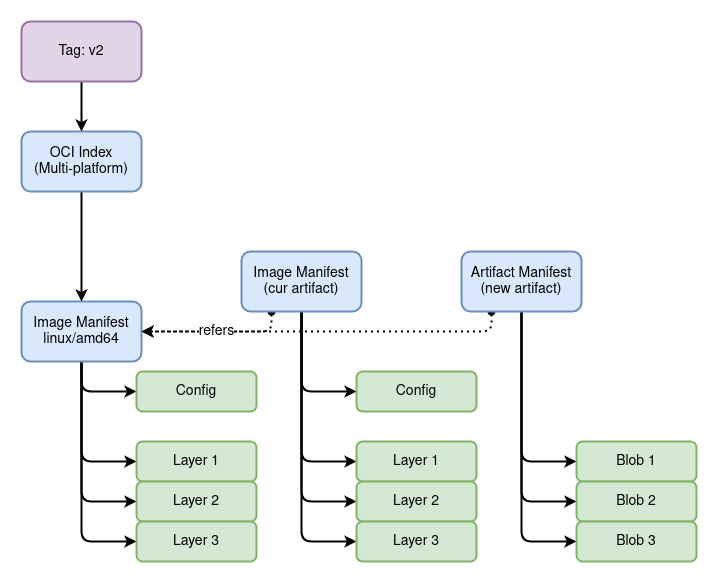 Tag: v2
OCI Index
(Multi-platform)
Image Manifest
(cur artifact)
Artifact Manifest
(new artifact)
Image Manifest
linux/amd64
refers
Config
Config
Layer 1
Layer 1
Blob 1
Layer 2
Layer 2
Blob 2
Layer 3
Layer 3
Blob 3